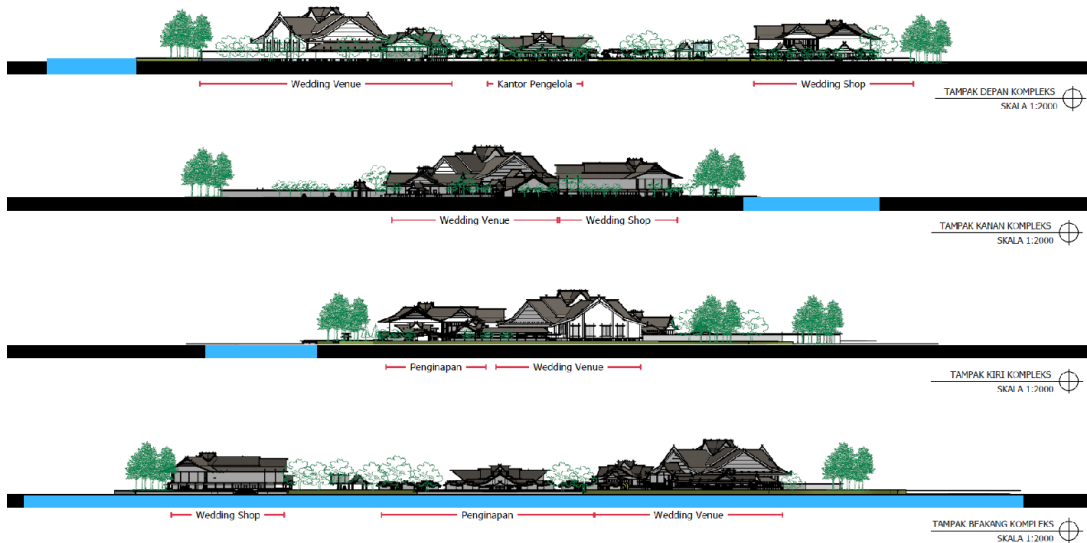 Wedding Venue
Kantor Pengelola
Wedding Shop
TAMPAK DEPAN KOMPLEKS
SKALA 1:2000
Wedding Venue
Wedding Shop
TAMPAK KANAN KOMPLEKS
SKALA 1:2000
Penginapan
Wedding Venue
TAMPAK KIRI KOMPLEKS
SKALA 1:2000
Wedding Shop
Penginapan
Wedding Venue
TAMPAK BEAKANG KOMPLEKS
SKALA 1:2000